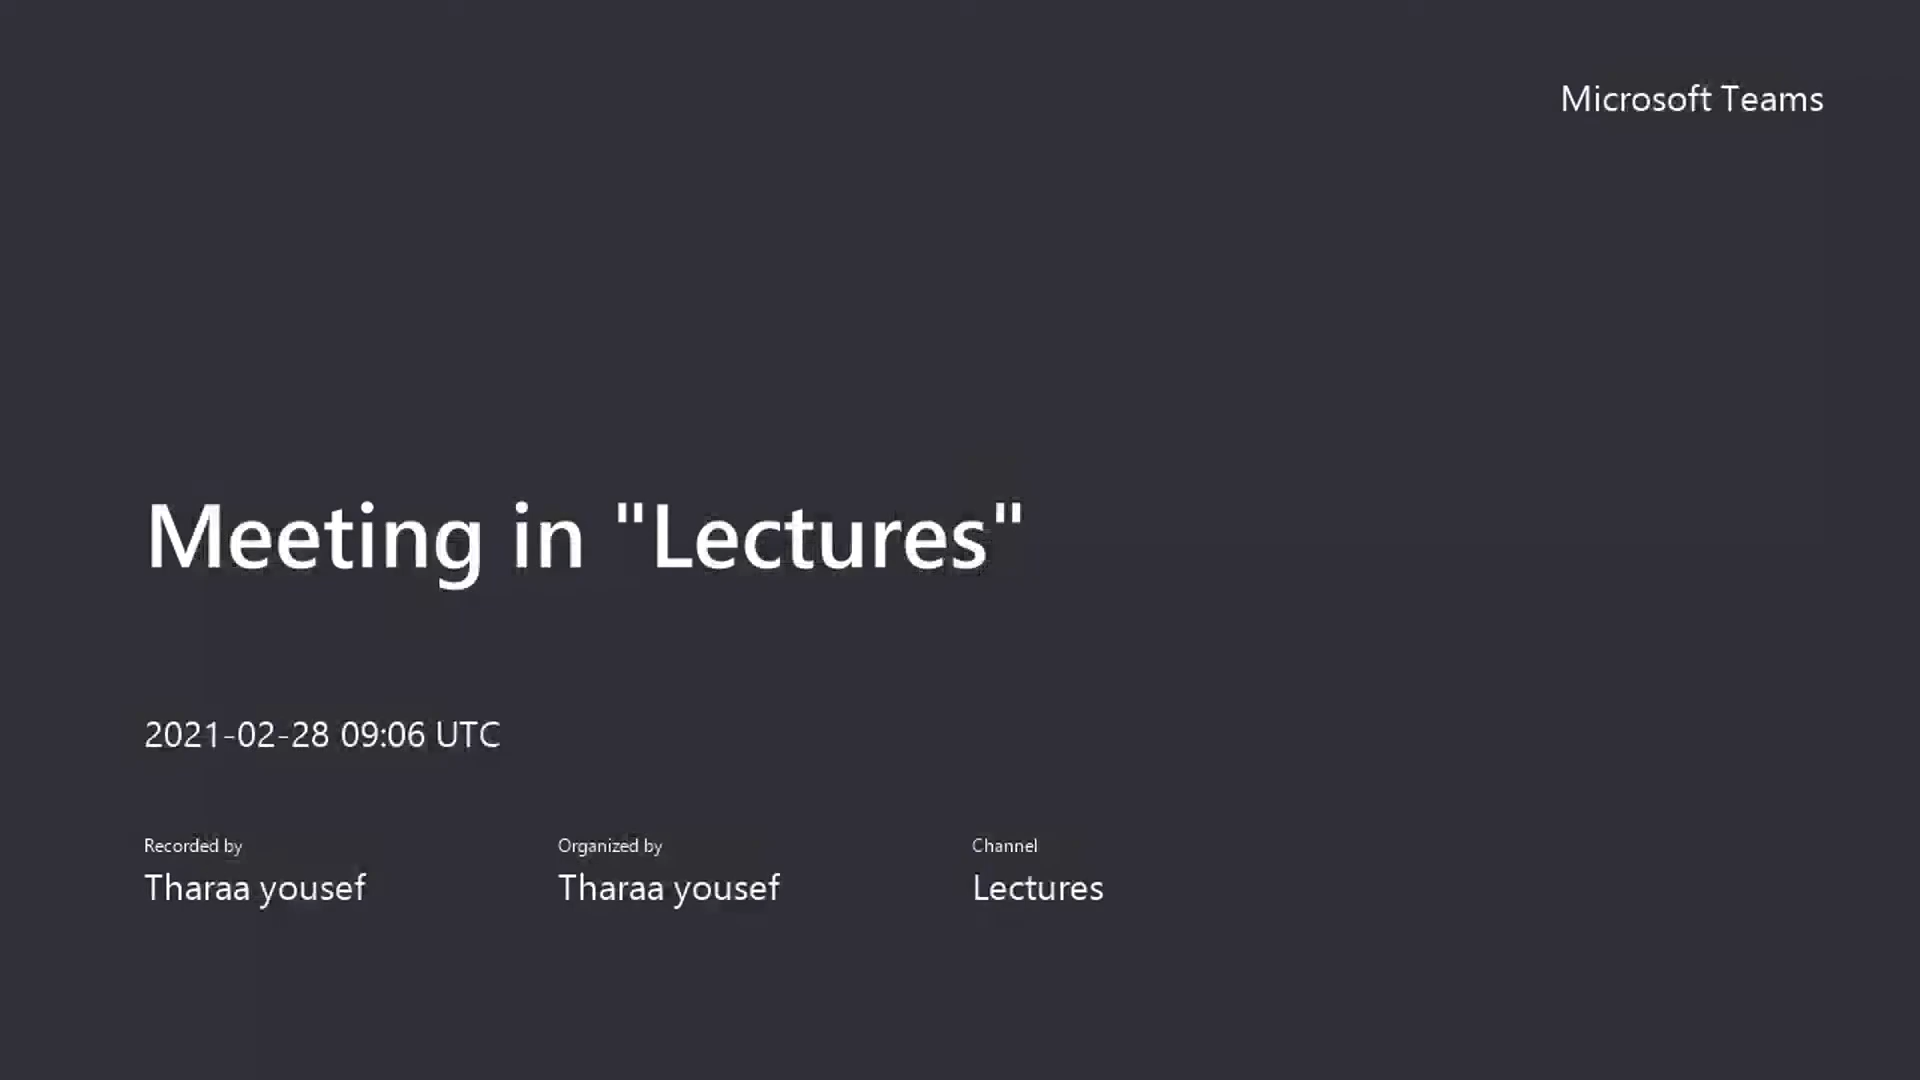 Microsoft Teams
Meeting in "Lectures"
2021-02-28 09:06 UTC
Recorded by
Tharaa yousef
Organized by
Tharaa yousef
Channel
Lectures